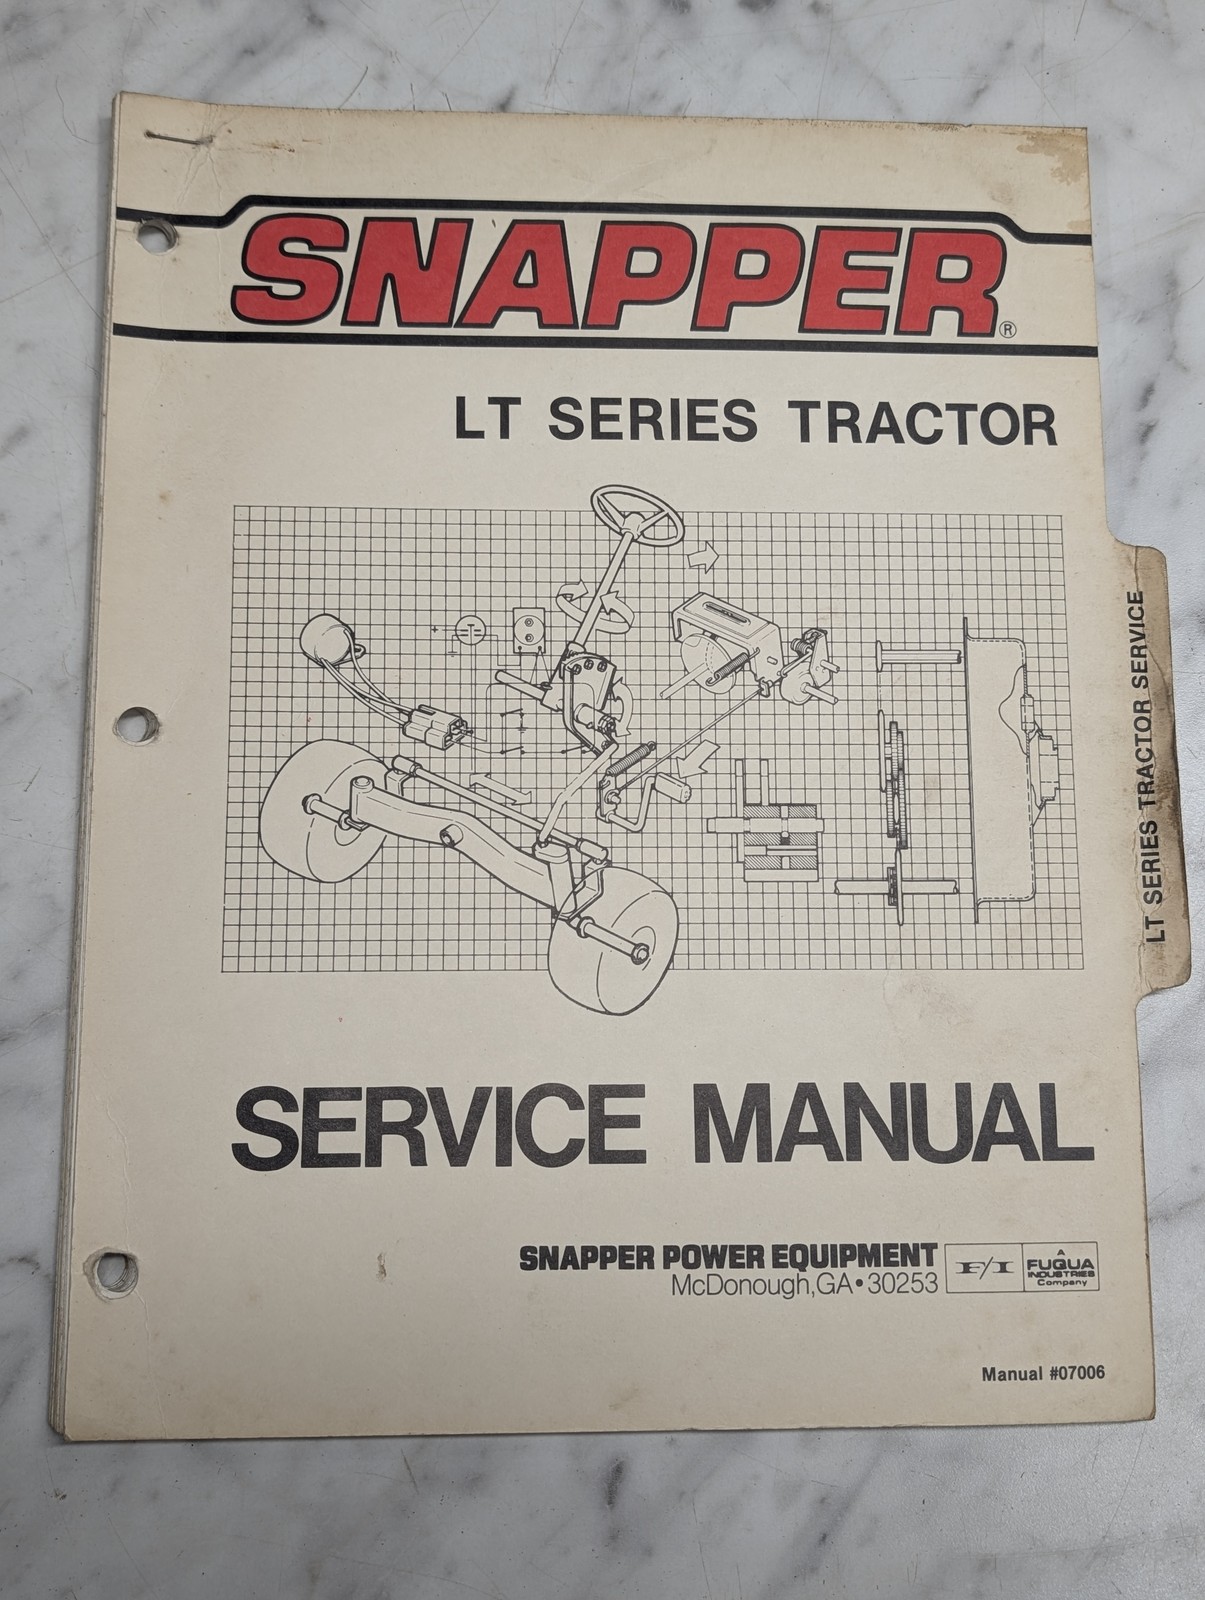 SNAPPER®
LT SERIES TRACTOR
LT SERIES TRACTOR SERVICE
SERVICE MANUAL
SNAPPER POWER EQUIPMENT
McDonough,GA•30253
F/I
A
FUQUA
INDUSTRIES
Company
Manual #07006